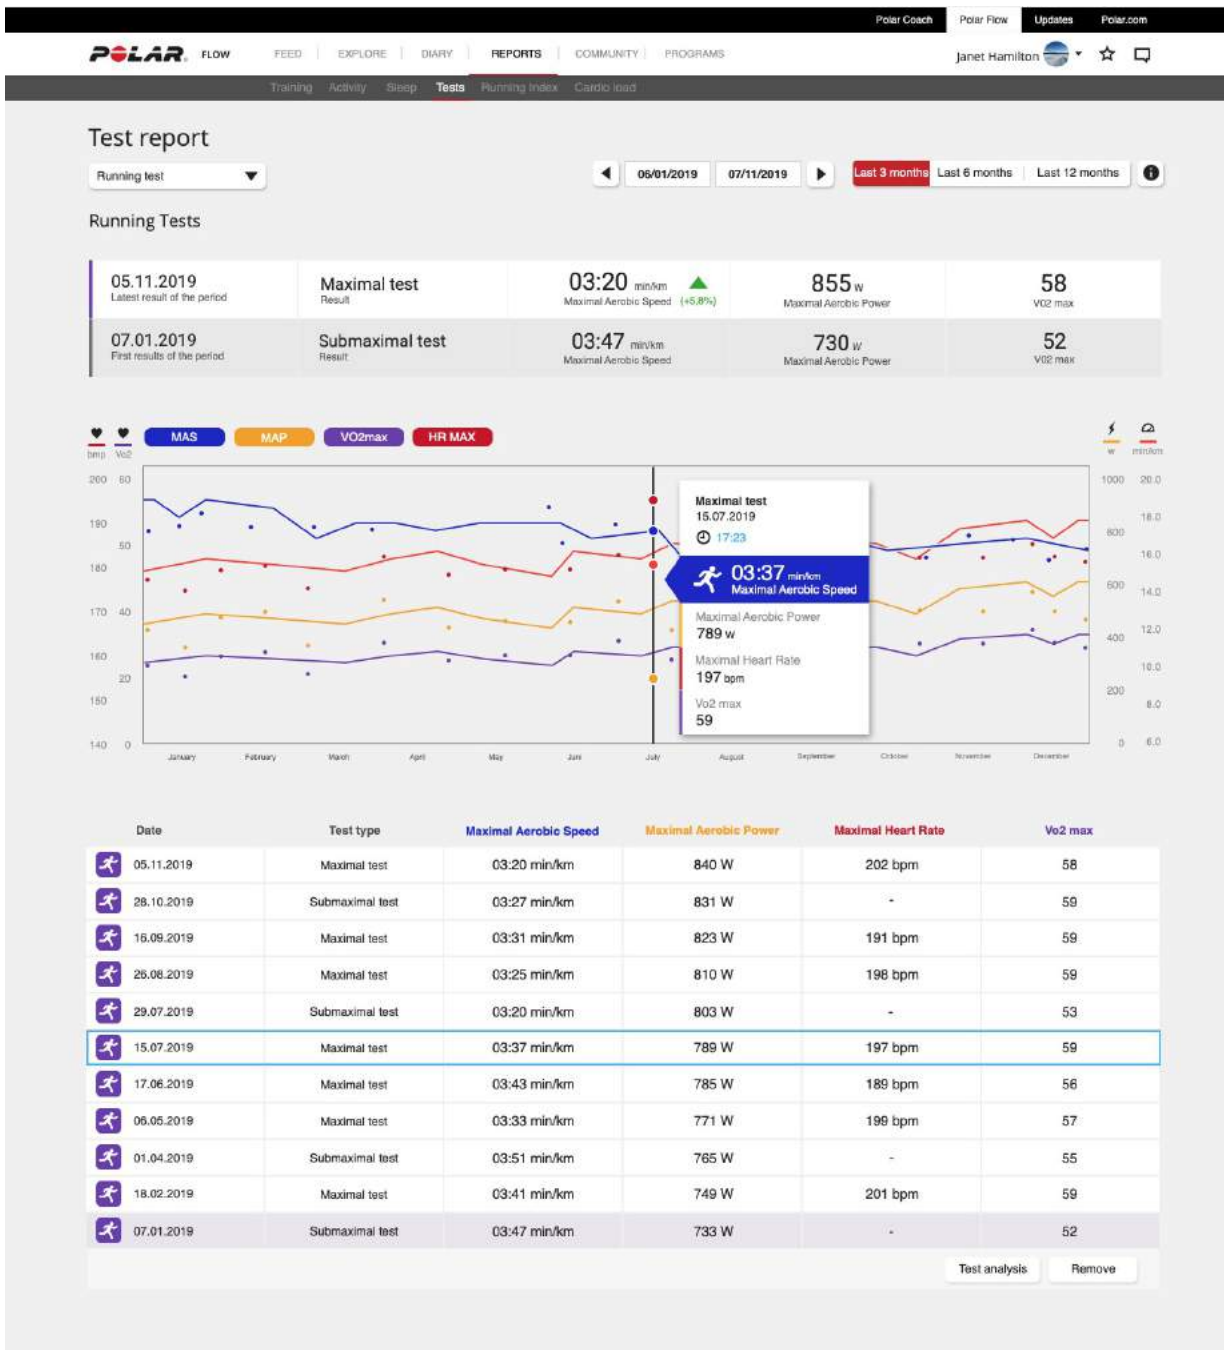 Polar Coach Polar Flow Updates Polar.com
POLAR. FLOW FEED EXPLORE DIARY REPORTS COMMUNITY PROGRAMS Janet Hamilton
Training Activity Sleep Tests Running Index Cardio load
Test report
Running test 06/01/2019 07/11/2019 Last 3 months Last 6 months Last 12 months
Running Tests
05.11.2019 Maximal test 03:20 min/km 855 w 58
Latest result of the period Result Maximal Aerobic Speed (+5,8%) Maximal Aerobic Power VO2 max
07.01.2019 Submaximal test 03:47 min/km 730 w 52
First results of the period Result Maximal Aerobic Speed Maximal Aerobic Power VO2 max
MAS MAP VO2max HR MAX
bmp Vo2 w min/km
200 60 1000 20.0
Maximal test
15.07.2019
190 18.0
800
17:23
50
16.0
180
03:37 min/km
Maximal Aerobic Speed
600
14.0
170 40
Maximal Aerobic Power
789 w
12.0
400
160
Maximal Heart Rate
10.0
197 bpm
20
200
150
Vo2 max
8.0
59
140 0 0 6.0
January February March April May Juni July August September October November December
Date Test type Maximal Aerobic Speed Maximal Aerobic Power Maximal Heart Rate Vo2 max
05.11.2019 Maximal test 03:20 min/km 840 W 202 bpm 58
28.10.2019 Submaximal test 03:27 min/km 831 W - 59
16.09.2019 Maximal test 03:31 min/km 823 W 191 bpm 59
26.08.2019 Maximal test 03:25 min/km 810 W 198 bpm 59
29.07.2019 Submaximal test 03:20 min/km 803 W - 53
15.07.2019 Maximal test 03:37 min/km 789 W 197 bpm 59
17.06.2019 Maximal test 03:43 min/km 785 W 189 bpm 56
06.05.2019 Maximal test 03:33 min/km 771 W 199 bpm 57
01.04.2019 Submaximal test 03:51 min/km 765 W - 55
18.02.2019 Maximal test 03:41 min/km 749 W 201 bpm 59
07.01.2019 Submaximal test 03:47 min/km 733 W - 52
Test analysis Remove